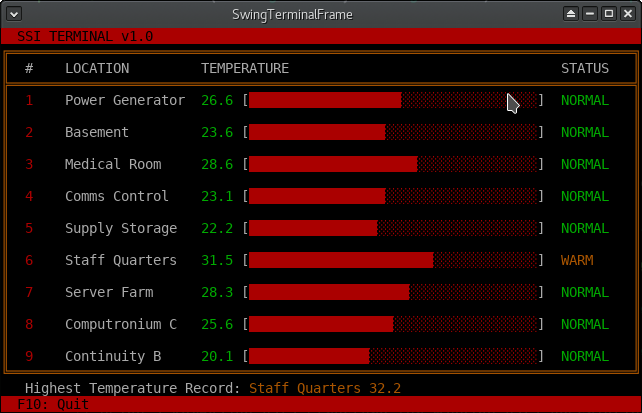 SwingTerminalFrame
SSI TERMINAL v1.0
# LOCATION TEMPERATURE STATUS
1 Power Generator 26.6 [ ] NORMAL
2 Basement 23.6 [ ] NORMAL
3 Medical Room 28.6 [ ] NORMAL
4 Comms Control 23.1 [ ] NORMAL
5 Supply Storage 22.2 [ ] NORMAL
6 Staff Quarters 31.5 [ ] WARM
7 Server Farm 28.3 [ ] NORMAL
8 Computronium C 25.6 [ ] NORMAL
9 Continuity B 20.1 [ ] NORMAL
Highest Temperature Record: Staff Quarters 32.2
F10: Quit